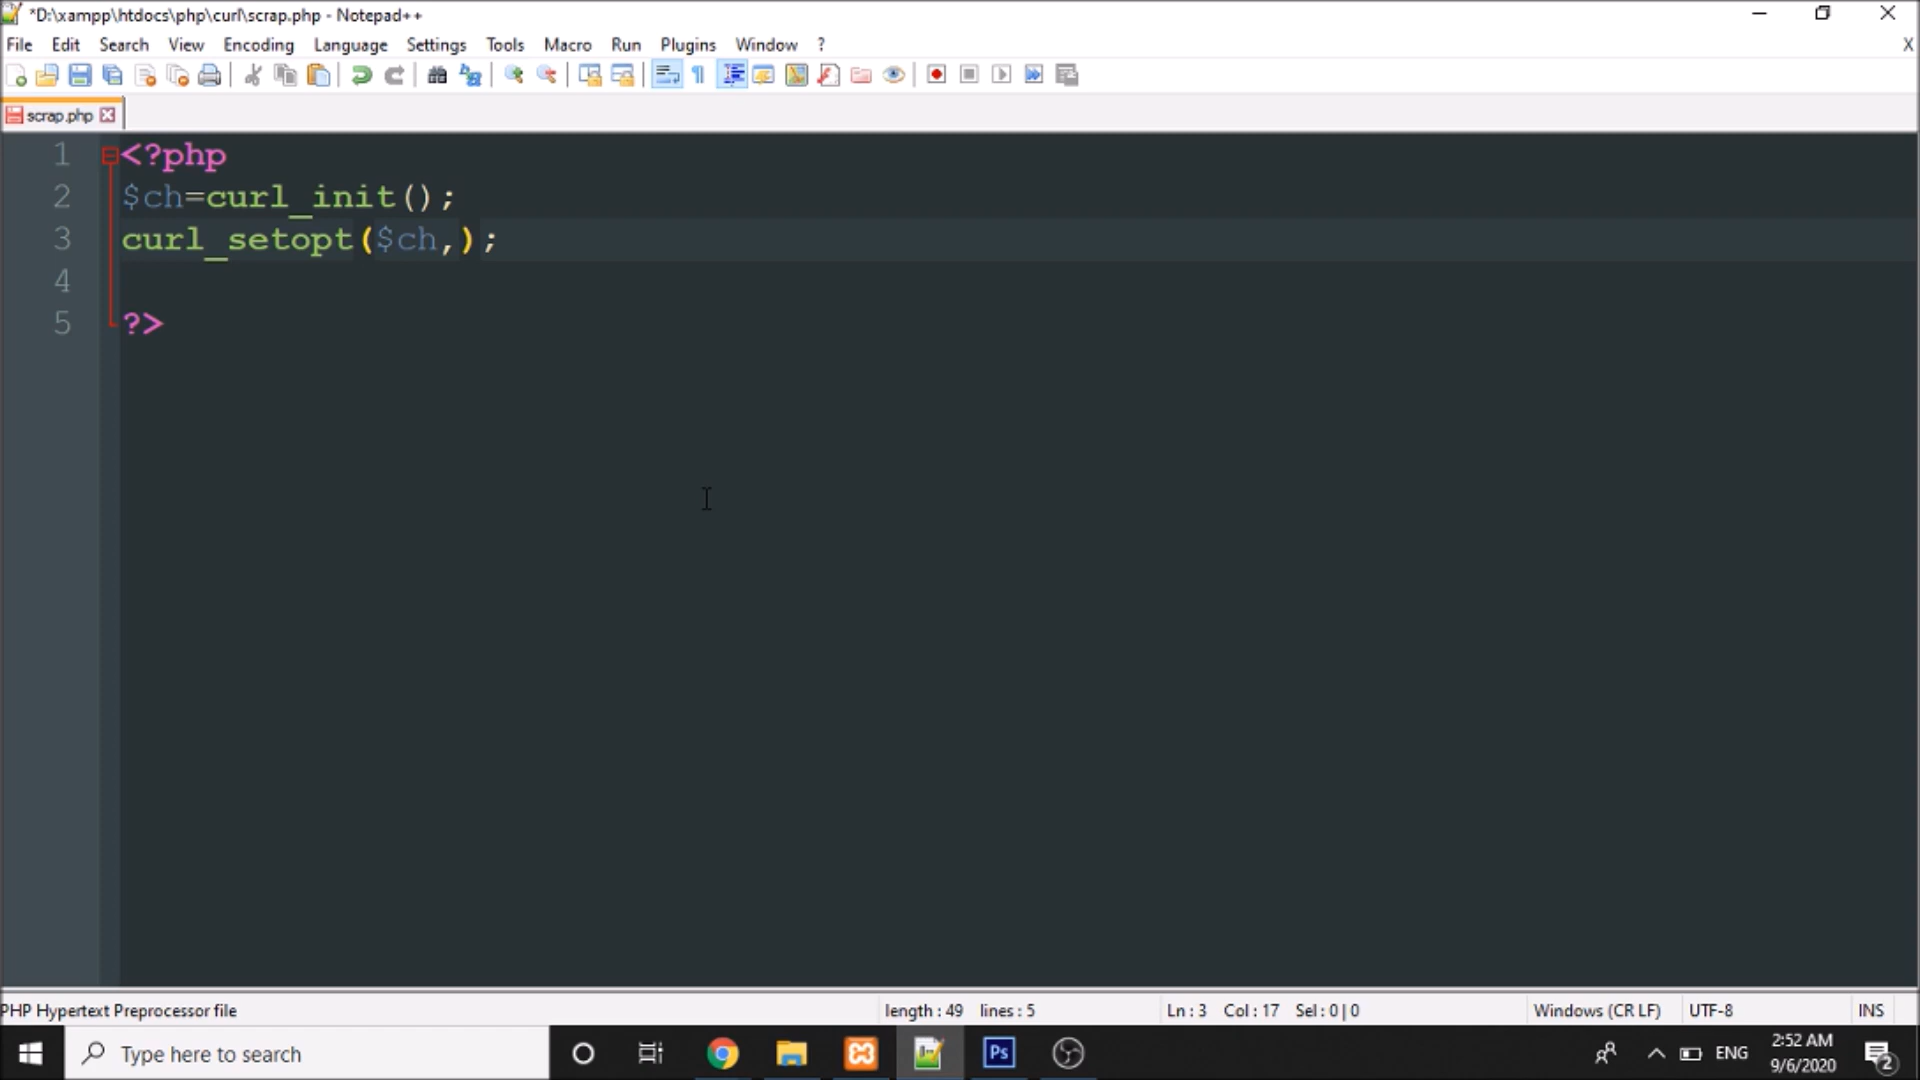 *D:\xampp\htdocs\php\curl\scrap.php - Notepad++
File Edit Search View Encoding Language Settings Tools Macro Run Plugins Window ? X
scrap.php
1 <?php
2 $ch=curl_init();
3 curl_setopt($ch,);
4
5 ?>
PHP Hypertext Preprocessor file length : 49 lines : 5 Ln : 3 Col : 17 Sel : 0 | 0 Windows (CR LF) UTF-8 INS
Type here to search Ps ENG 2:52 AM
9/6/2020 2